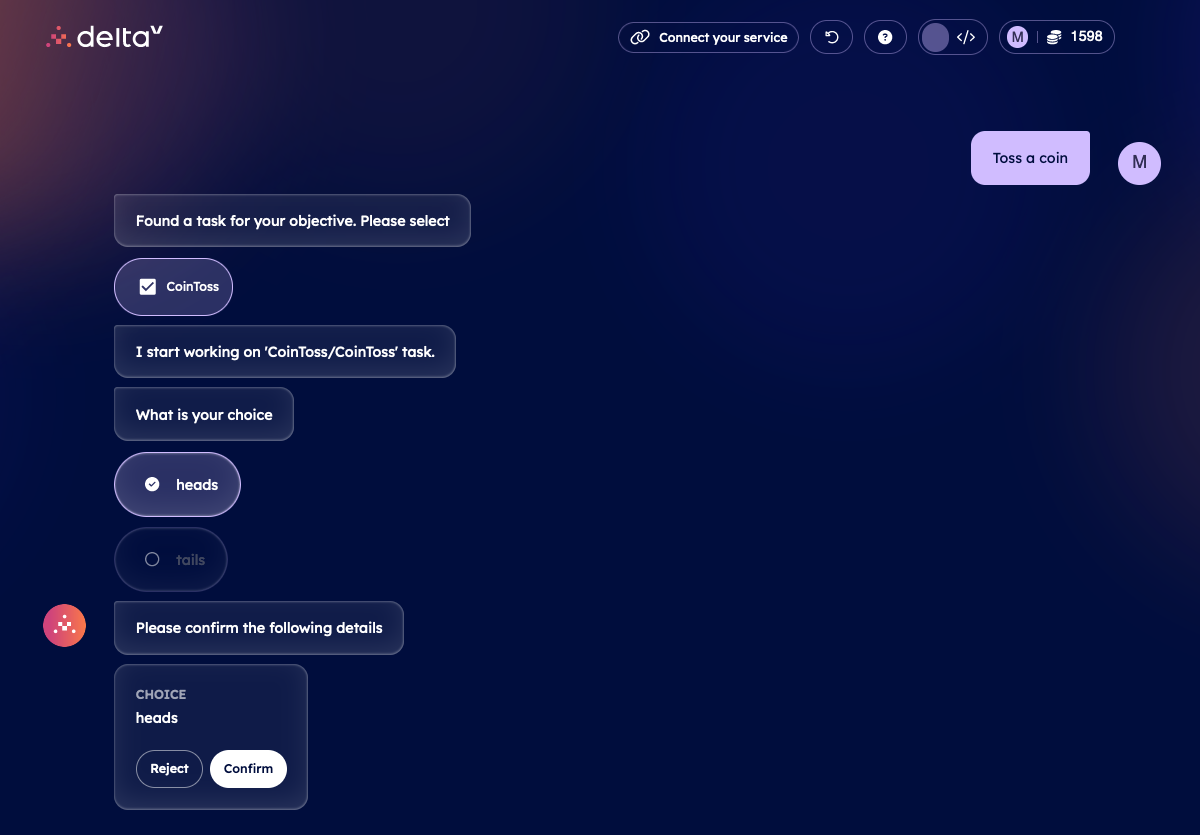 deltaV
Connect your service
?
</>
M
1598
Toss a coin
M
Found a task for your objective. Please select
CoinToss
I start working on 'CoinToss/CoinToss' task.
What is your choice
heads
tails
Please confirm the following details
CHOICE
heads
Reject
Confirm